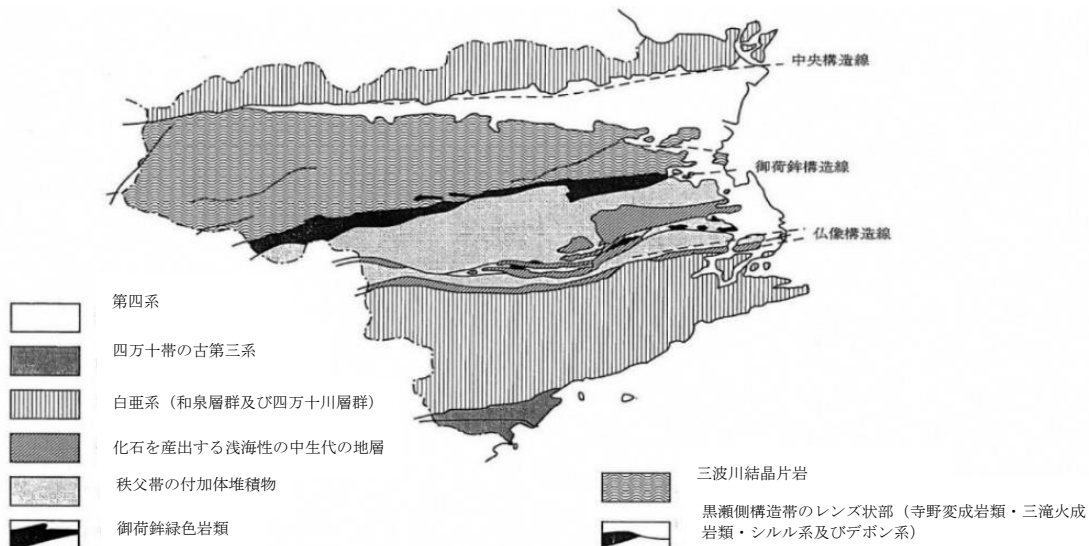 中央構造線
御荷鉾構造線
仏像構造線
第四系
四万十帯の古第三系
白亜系（和泉層群及び四万十川層群）
化石を産出する浅海性の中生代の地層
秩父帯の付加体堆積物
御荷鉾緑色岩類
三波川結晶片岩
黒瀬側構造帯のレンズ状部（寺野変成岩類・三滝火成
岩類・シルル系及びデボン系）